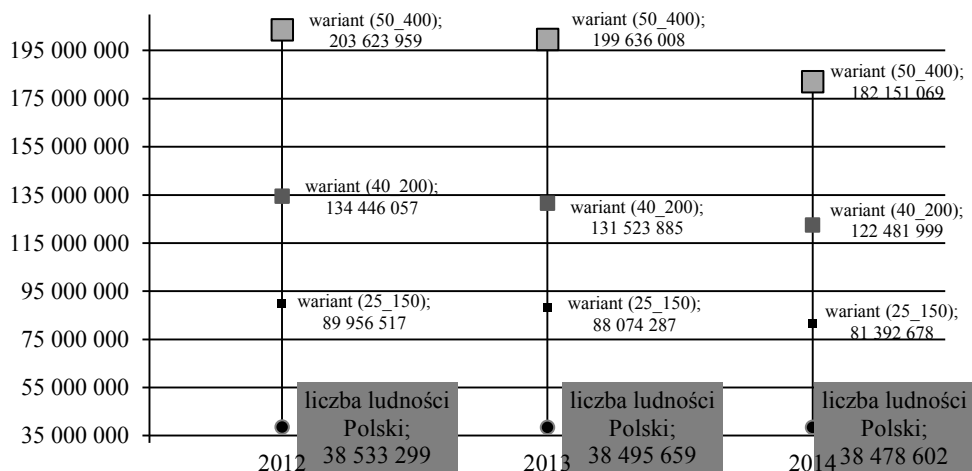 195 000 000
175 000 000
155 000 000
135 000 000
115 000 000
95 000 000
75 000 000
55 000 000
35 000 000
wariant (50_400);
203 623 959
wariant (40_200);
134 446 057
wariant (25_150);
89 956 517
liczba ludności
Polski;
38 533 299
2012
wariant (50_400);
199 636 008
wariant (40_200);
131 523 885
wariant (25_150);
88 074 287
liczba ludności
Polski;
38 495 659
2013
wariant (50_400);
182 151 069
wariant (40_200);
122 481 999
wariant (25_150);
81 392 678
liczba ludności
Polski;
38 478 602
2014